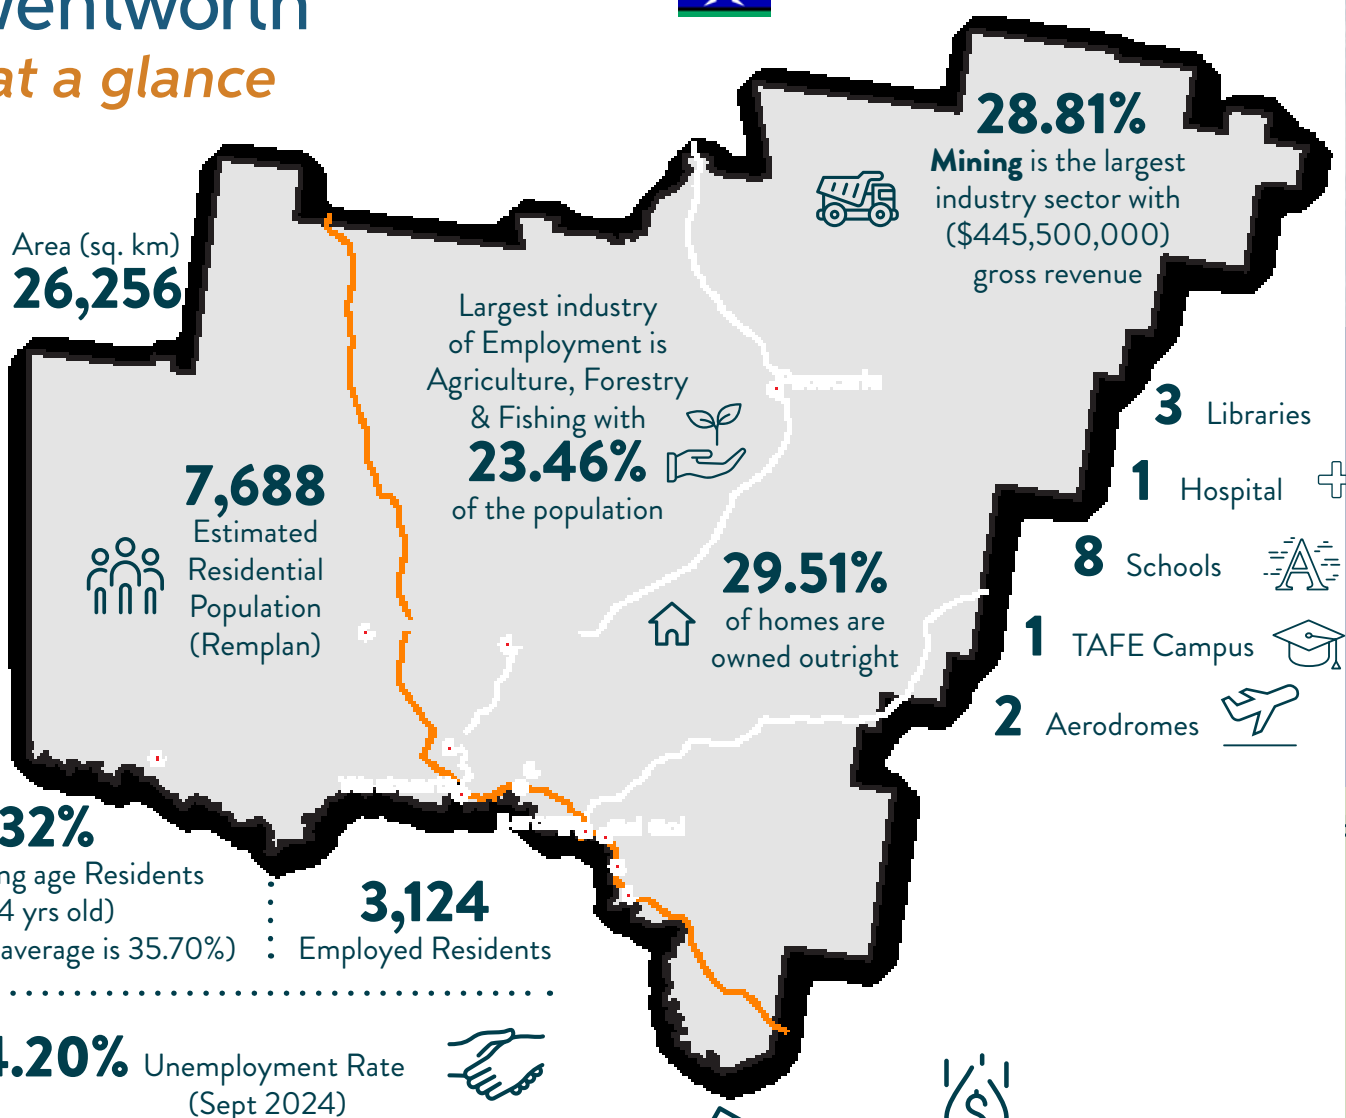 wentworth
at a glance
28.81%
Mining is the largest
industry sector with
($445,500,000)
gross revenue
Area (sq. km)
26,256
Largest industry
of Employment is
Agriculture, Forestry
& Fishing with
23.46%
of the population
3 Libraries
1 Hospital
7,688
Estimated
Residential
Population
(Remplan)
8 Schools
29.51%
of homes are
owned outright
1 TAFE Campus
2 Aerodromes
32%
ng age Residents
4 yrs old)
average is 35.70%)
3,124
Employed Residents
4.20% Unemployment Rate
(Sept 2024)